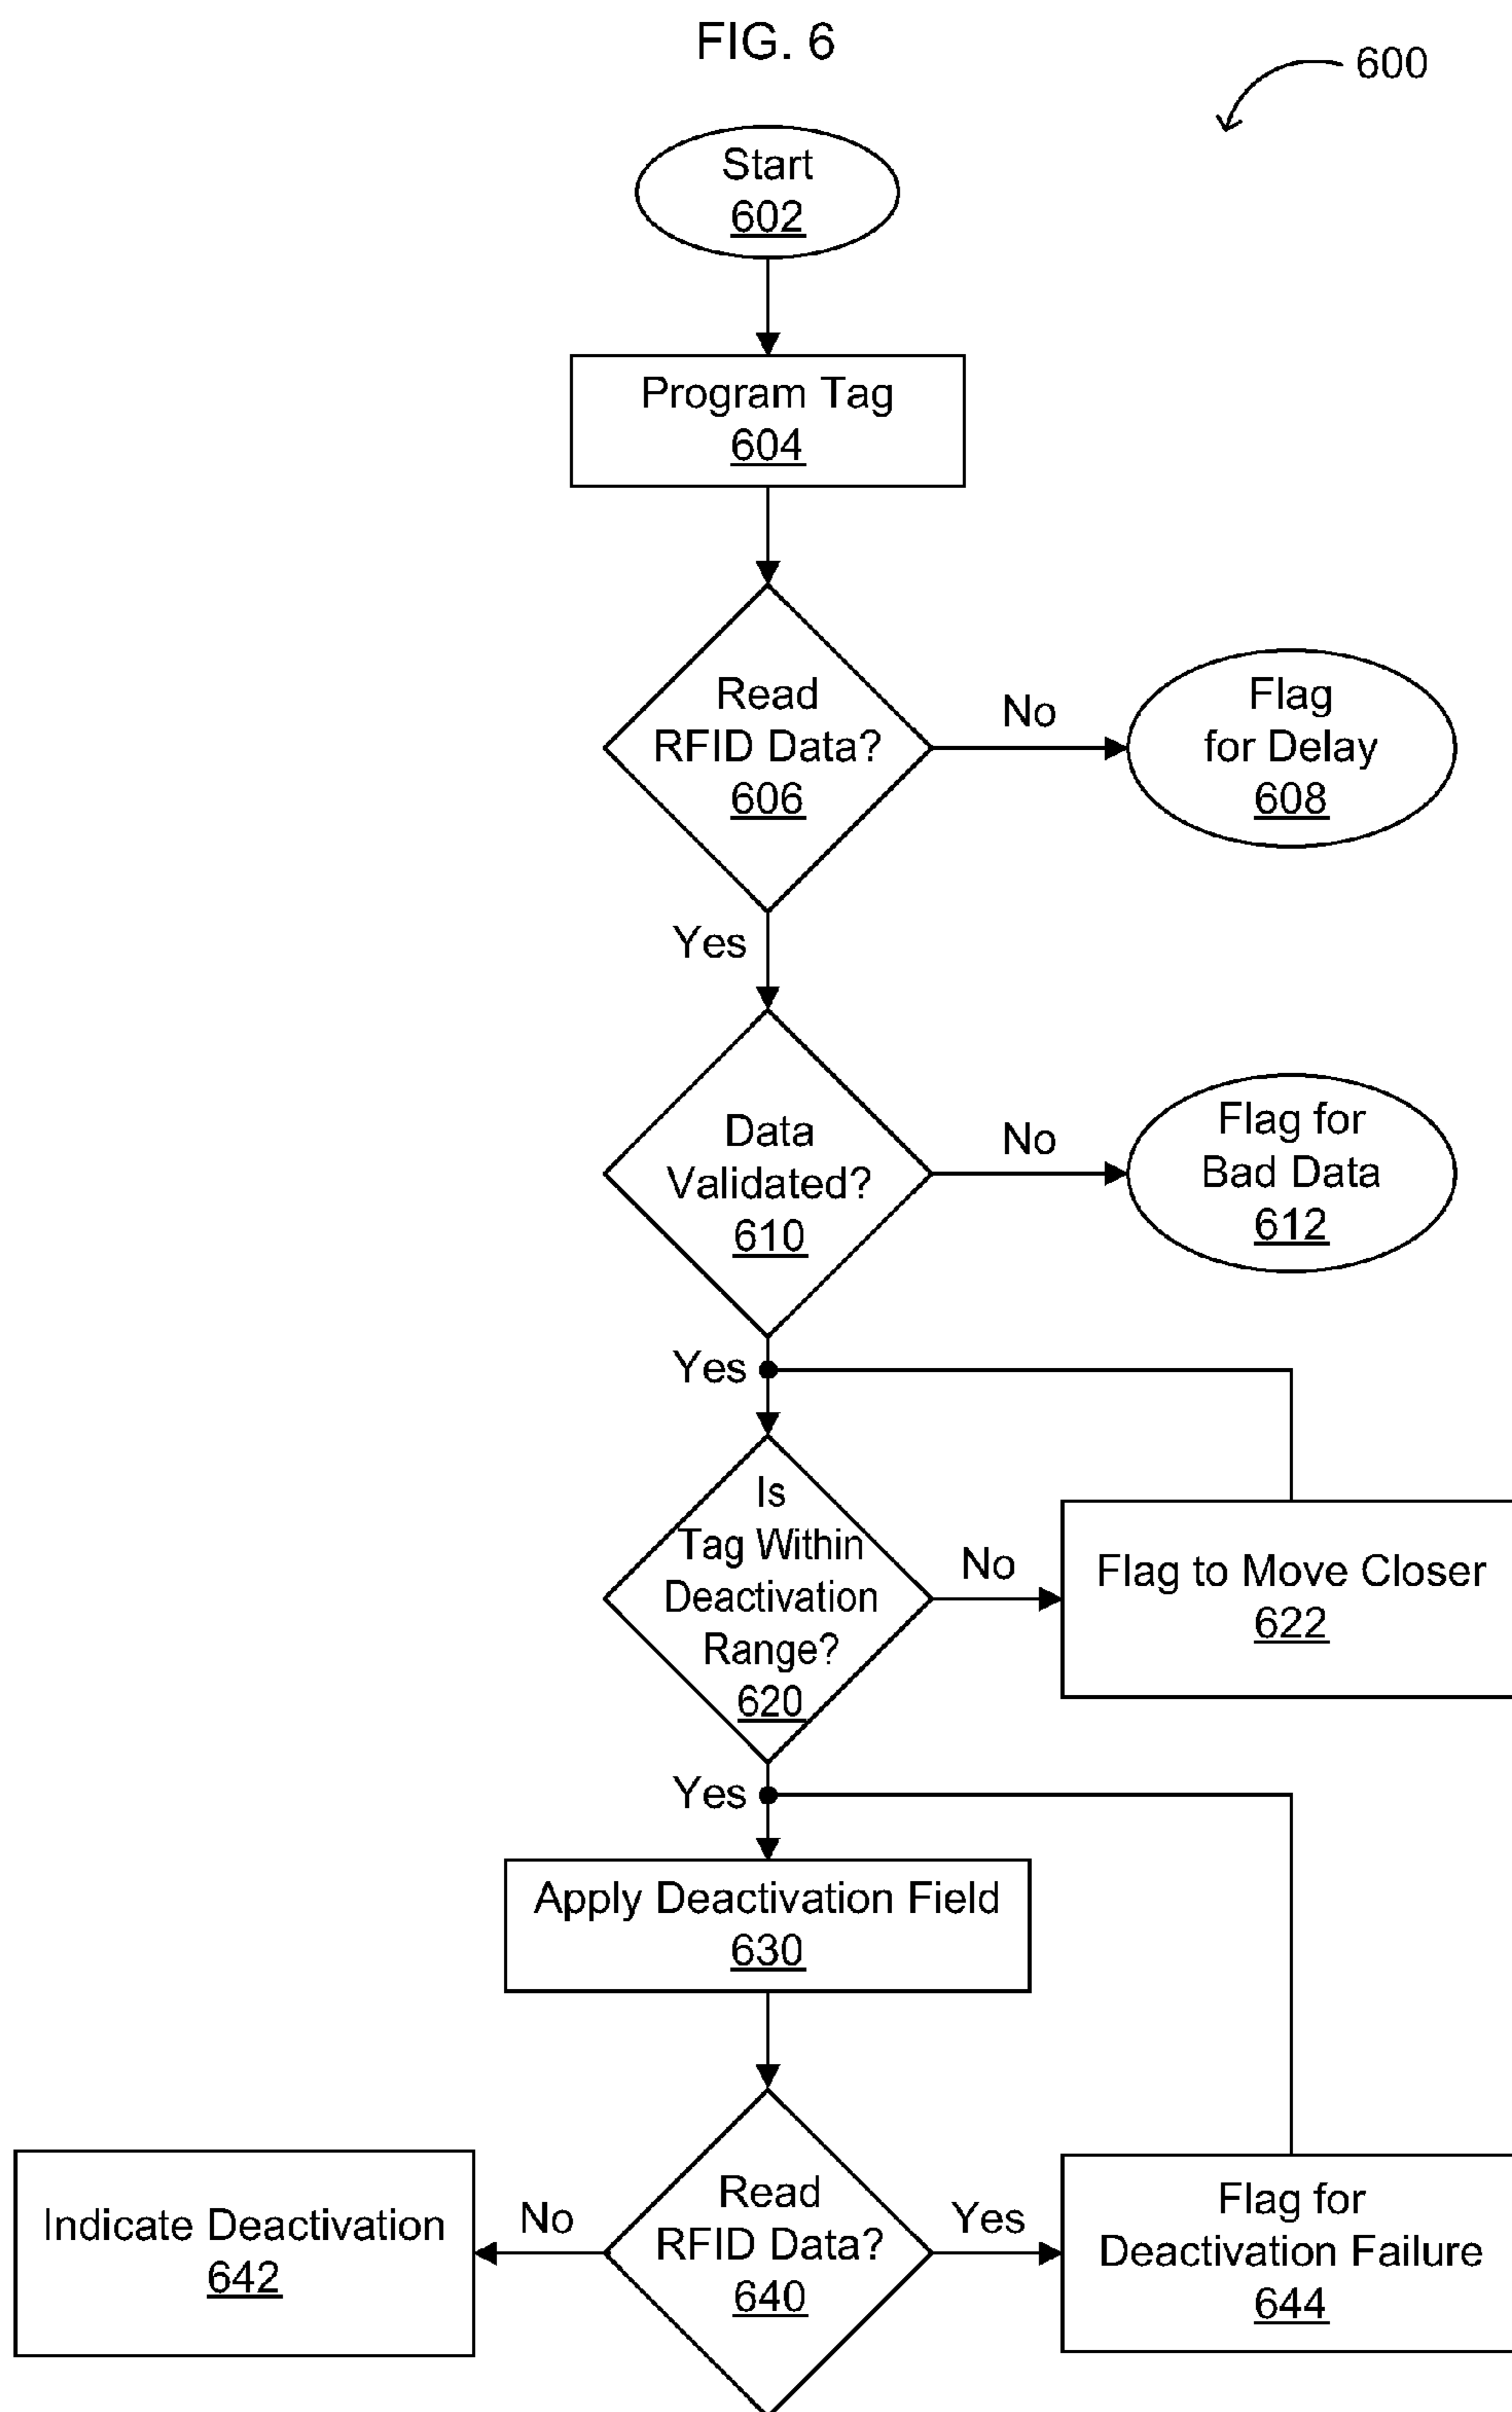 FIG. 6
600
Start
602
Program Tag
604
Read
RFID Data?
606
No
Flag
for Delay
608
Yes
Data
Validated?
610
No
Flag for
Bad Data
612
Yes
Is
Tag Within
Deactivation
Range?
620
No
Flag to Move Closer
622
Yes
Apply Deactivation Field
630
Read
RFID Data?
640
No
Indicate Deactivation
642
Yes
Flag for
Deactivation Failure
644